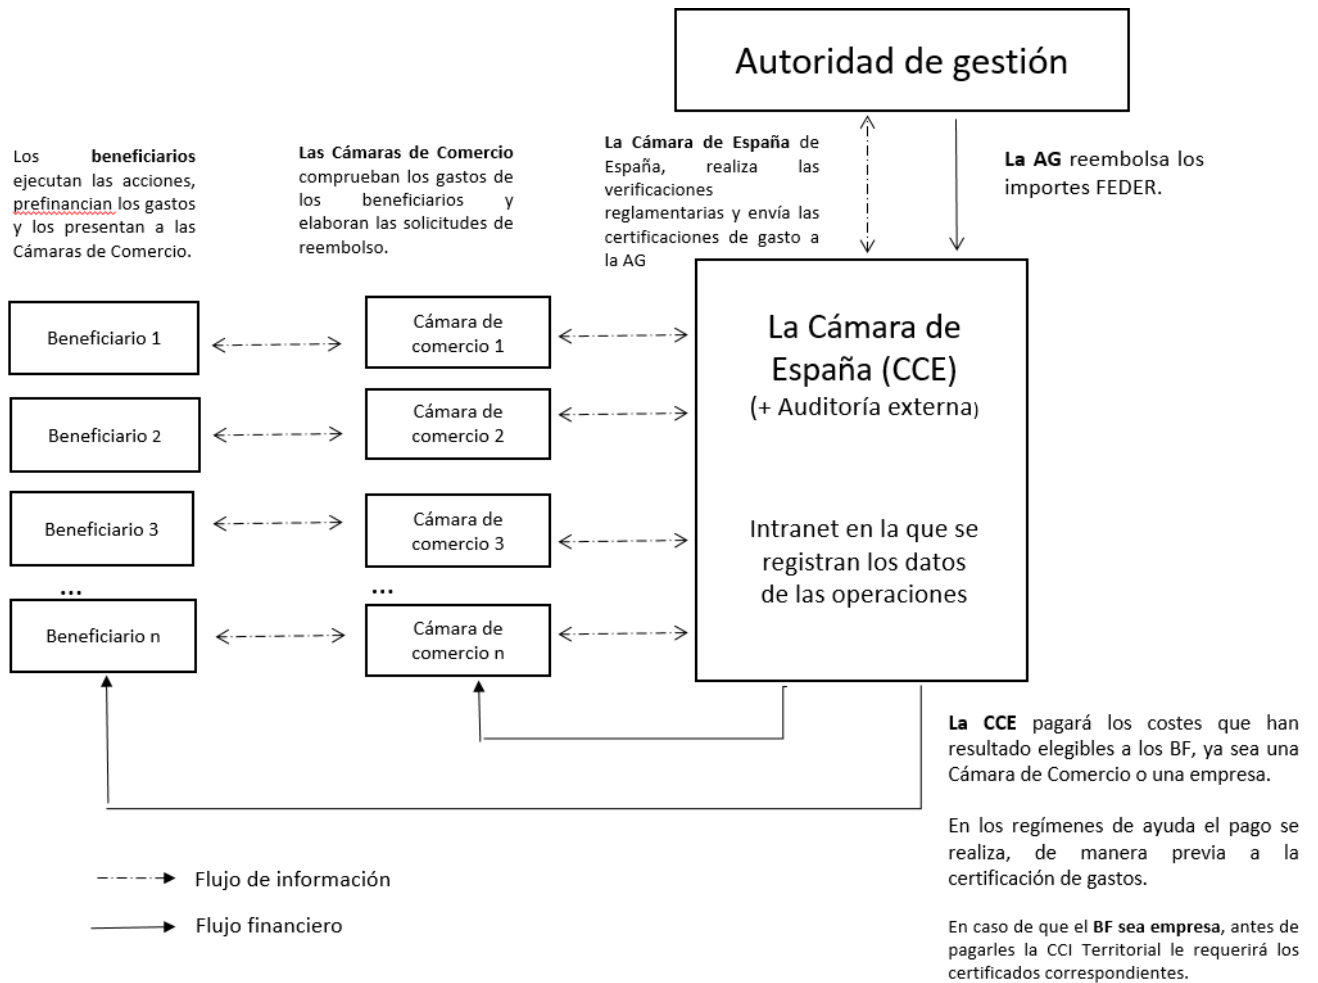 Autoridad de gestión
Los beneficiarios
ejecutan las acciones,
prefinancian los gastos
y los presentan a las
Cámaras de Comercio.
Las Cámaras de Comercio
comprueban los gastos de
los beneficiarios y
elaboran las solicitudes de
reembolso.
La Cámara de España de
España, realiza las
verificaciones
reglamentarias y envía las
certificaciones de gasto a
la AG
La AG reembolsa los
importes FEDER.
Beneficiario 1
Cámara de
comercio 1
Beneficiario 2
Cámara de
comercio 2
Beneficiario 3
Cámara de
comercio 3
...
...
Beneficiario n
Cámara de
comercio n
La Cámara de
España (CCE)
(+ Auditoría externa)
Intranet en la que se
registran los datos
de las operaciones
La CCE pagará los costes que han
resultado elegibles a los BF, ya sea una
Cámara de Comercio o una empresa.
En los regímenes de ayuda el pago se
realiza, de manera previa a la
certificación de gastos.
En caso de que el BF sea empresa, antes de
pagarles la CCI Territorial le requerirá los
certificados correspondientes.
Flujo de información
Flujo financiero